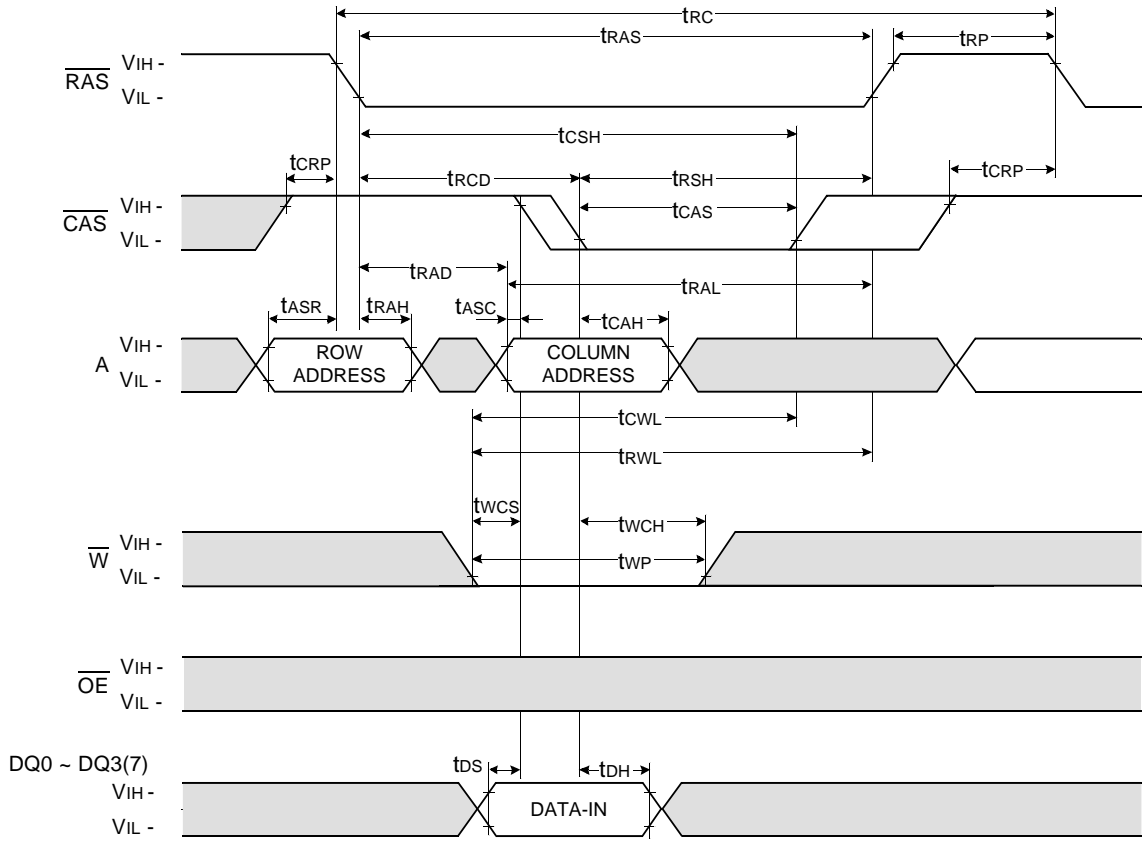 tRC
tRAS
tRP
RAS
VIH -
VIL -
tCSH
tCRP
tRCD
tRSH
tCRP
CAS
VIH -
VIL -
tCAS
tRAD
tRAL
tASR
tRAH
tASC
tCAH
A
VIH -
VIL -
ROW
ADDRESS
COLUMN
ADDRESS
tCWL
tRWL
tWCS
tWCH
W
VIH -
VIL -
tWP
OE
VIH -
VIL -
DQ0 ~ DQ3(7)
VIH -
VIL -
tDS
tDH
DATA-IN